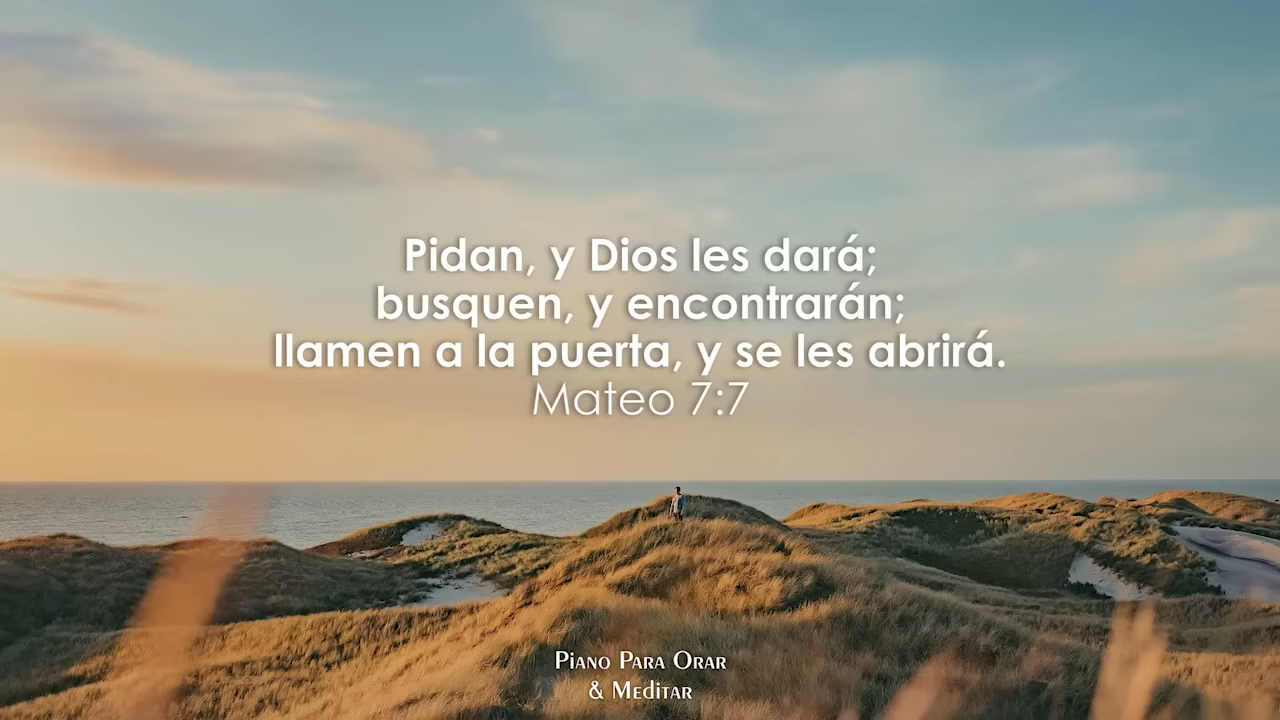 Pidan, y Dios les dará;
busquen, y encontrarán;
llamen a la puerta, y se les abrirá.
Mateo 7:7
Piano Para Orar
& Meditar